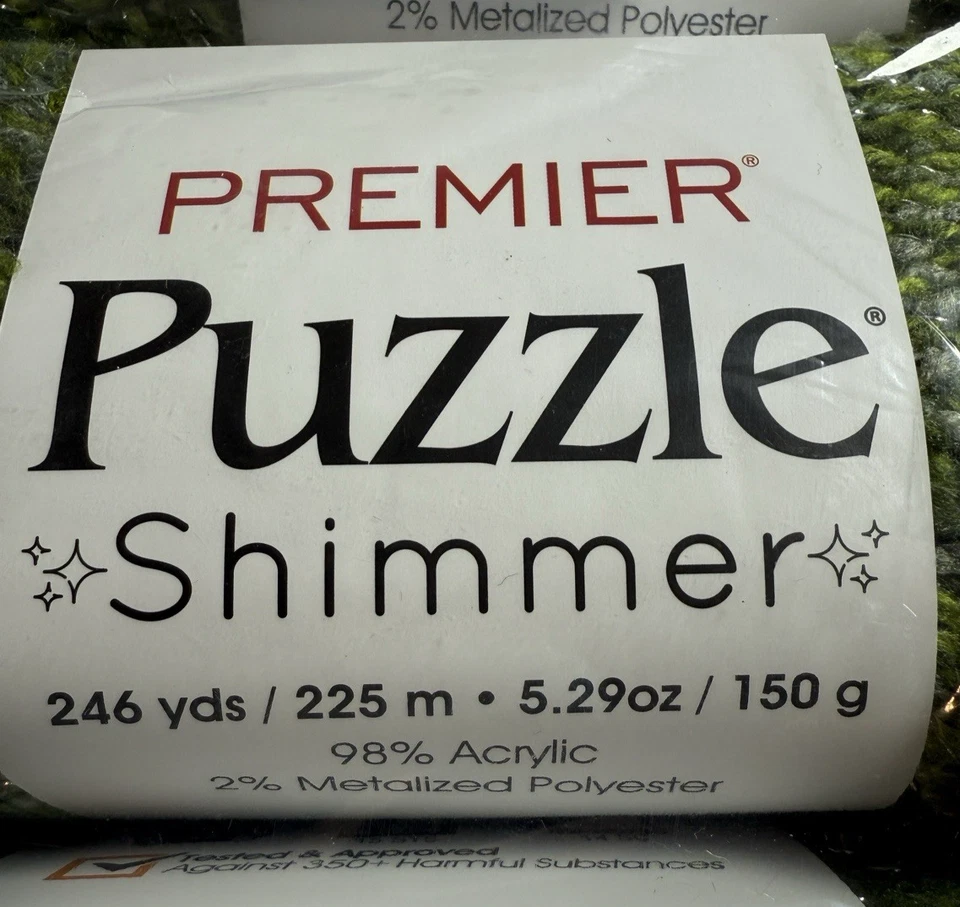 2% Metalized Polyester
PREMIER®
Puzzle®
Shimmer
246 yds / 225 m • 5.29oz / 150 g
98% Acrylic
2% Metalized Polyester
Tested & Approved
Against 350+ Harmful Substances